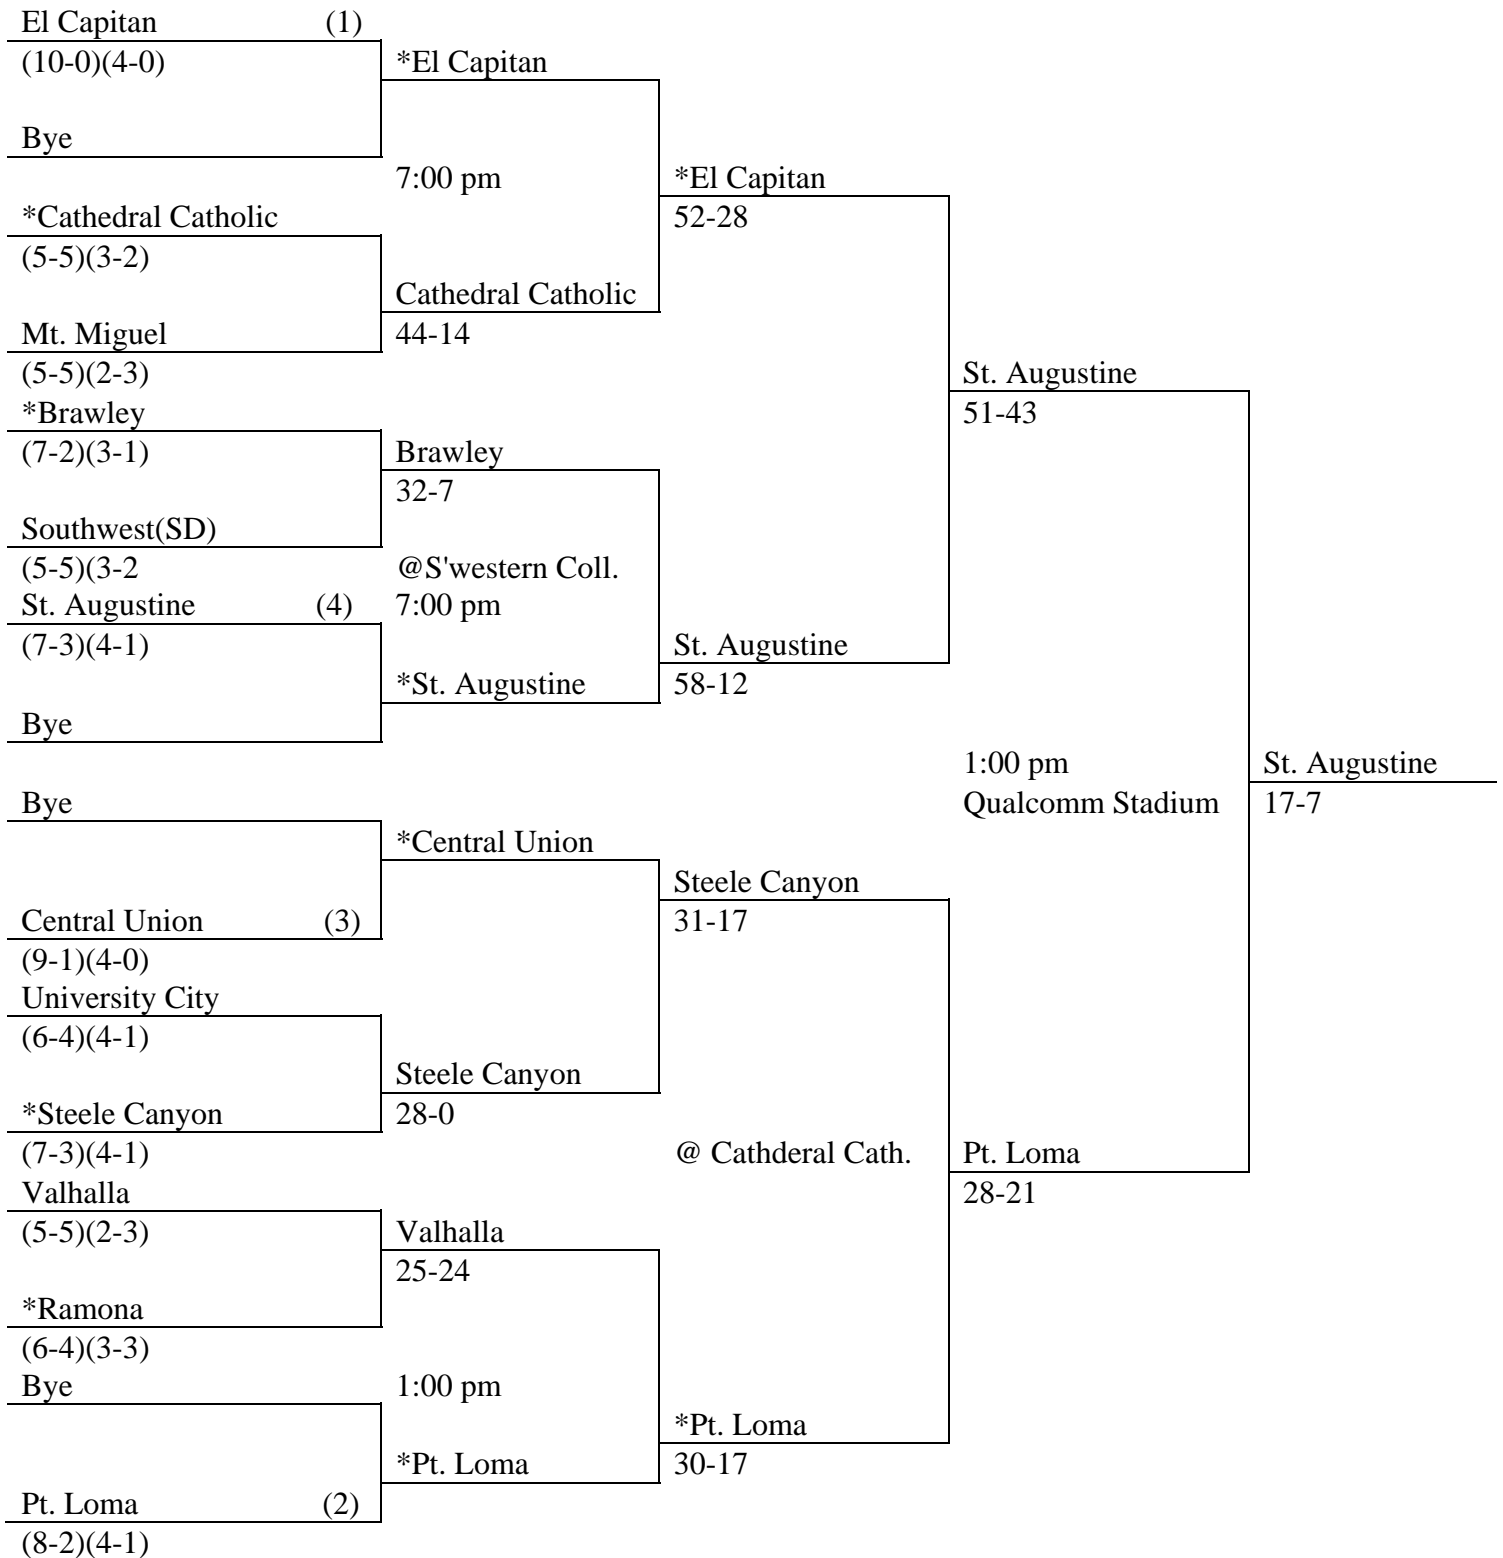 El Capitan (1)
(10-0)(4-0)
*El Capitan
Bye
7:00 pm
*El Capitan
*Cathedral Catholic
52-28
(5-5)(3-2)
Cathedral Catholic
Mt. Miguel
44-14
(5-5)(2-3)
St. Augustine
*Brawley
51-43
(7-2)(3-1)
Brawley
32-7
Southwest(SD)
(5-5)(3-2
@S'western Coll.
St. Augustine (4)
7:00 pm
(7-3)(4-1)
St. Augustine
*St. Augustine
58-12
Bye
1:00 pm
St. Augustine
Bye
Qualcomm Stadium
17-7
*Central Union
Steele Canyon
Central Union (3)
31-17
(9-1)(4-0)
University City
(6-4)(4-1)
Steele Canyon
*Steele Canyon
28-0
(7-3)(4-1)
@ Cathderal Cath.
Pt. Loma
Valhalla
28-21
(5-5)(2-3)
Valhalla
25-24
*Ramona
(6-4)(3-3)
Bye
1:00 pm
*Pt. Loma
*Pt. Loma
30-17
Pt. Loma (2)
(8-2)(4-1)